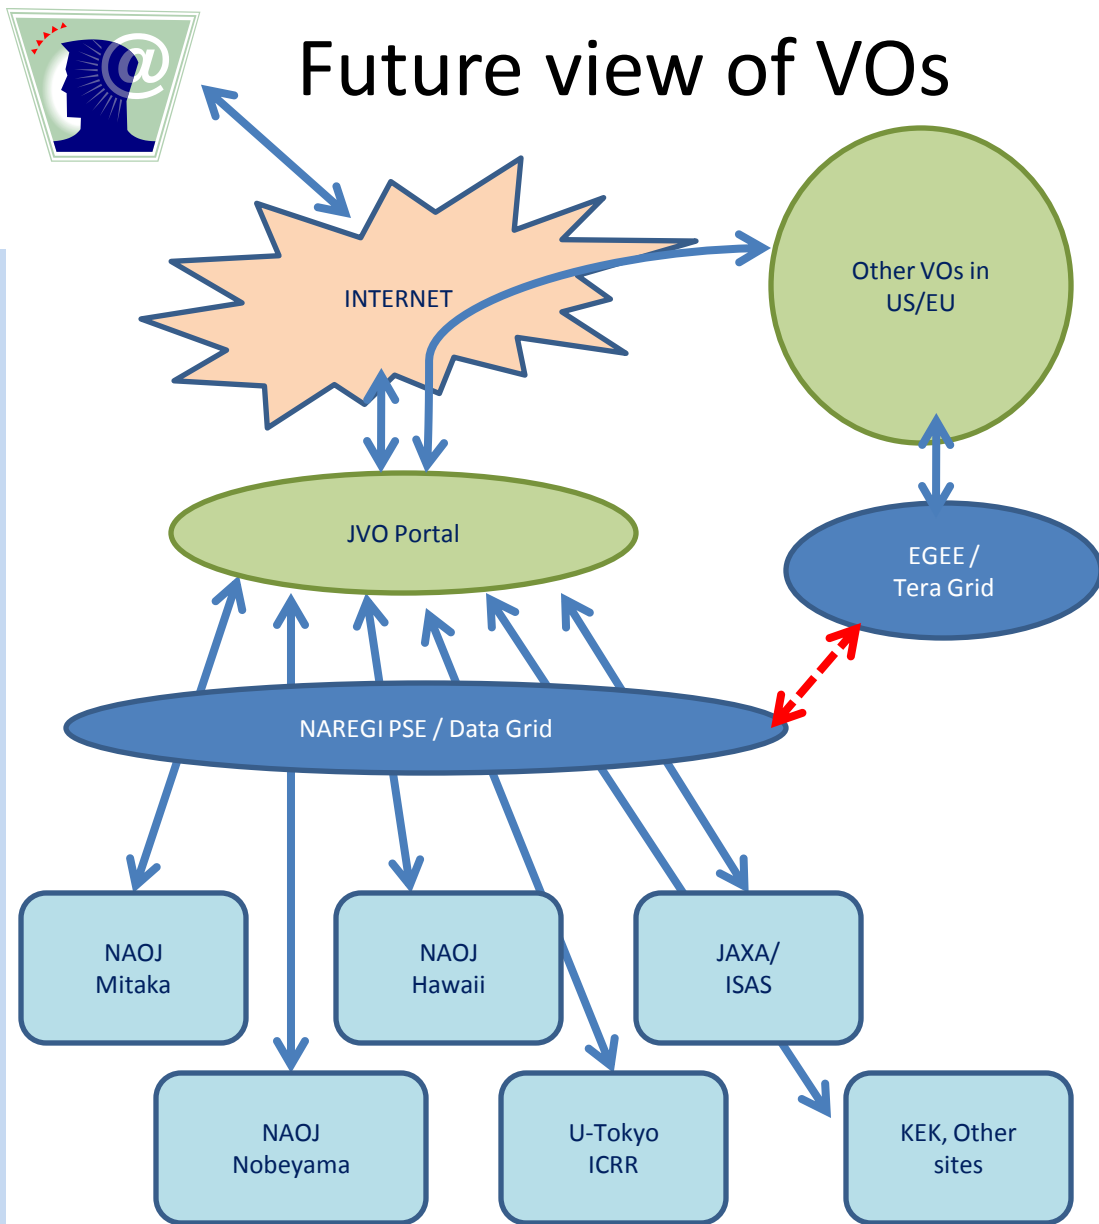 @
Future view of VOs
Other VOs in
US/EU
INTERNET
JVO Portal
EGEE /
Tera Grid
NAREGI PSE / Data Grid
NAOJ
Mitaka
NAOJ
Hawaii
JAXA/
ISAS
NAOJ
Nobeyama
U-Tokyo
ICRR
KEK, Other
sites